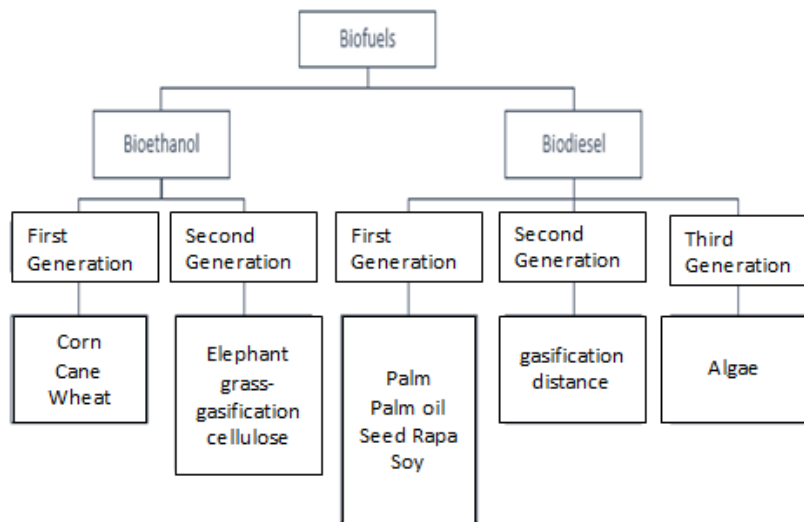 Biofuels
Bioethanol
Biodiesel
First
Generation
Second
Generation
First
Generation
Second
Generation
Third
Generation
Corn
Cane
Wheat
Elephant
grass-
gasification
cellulose
Palm
Palm oil
Seed Rapa
Soy
gasification
distance
Algae